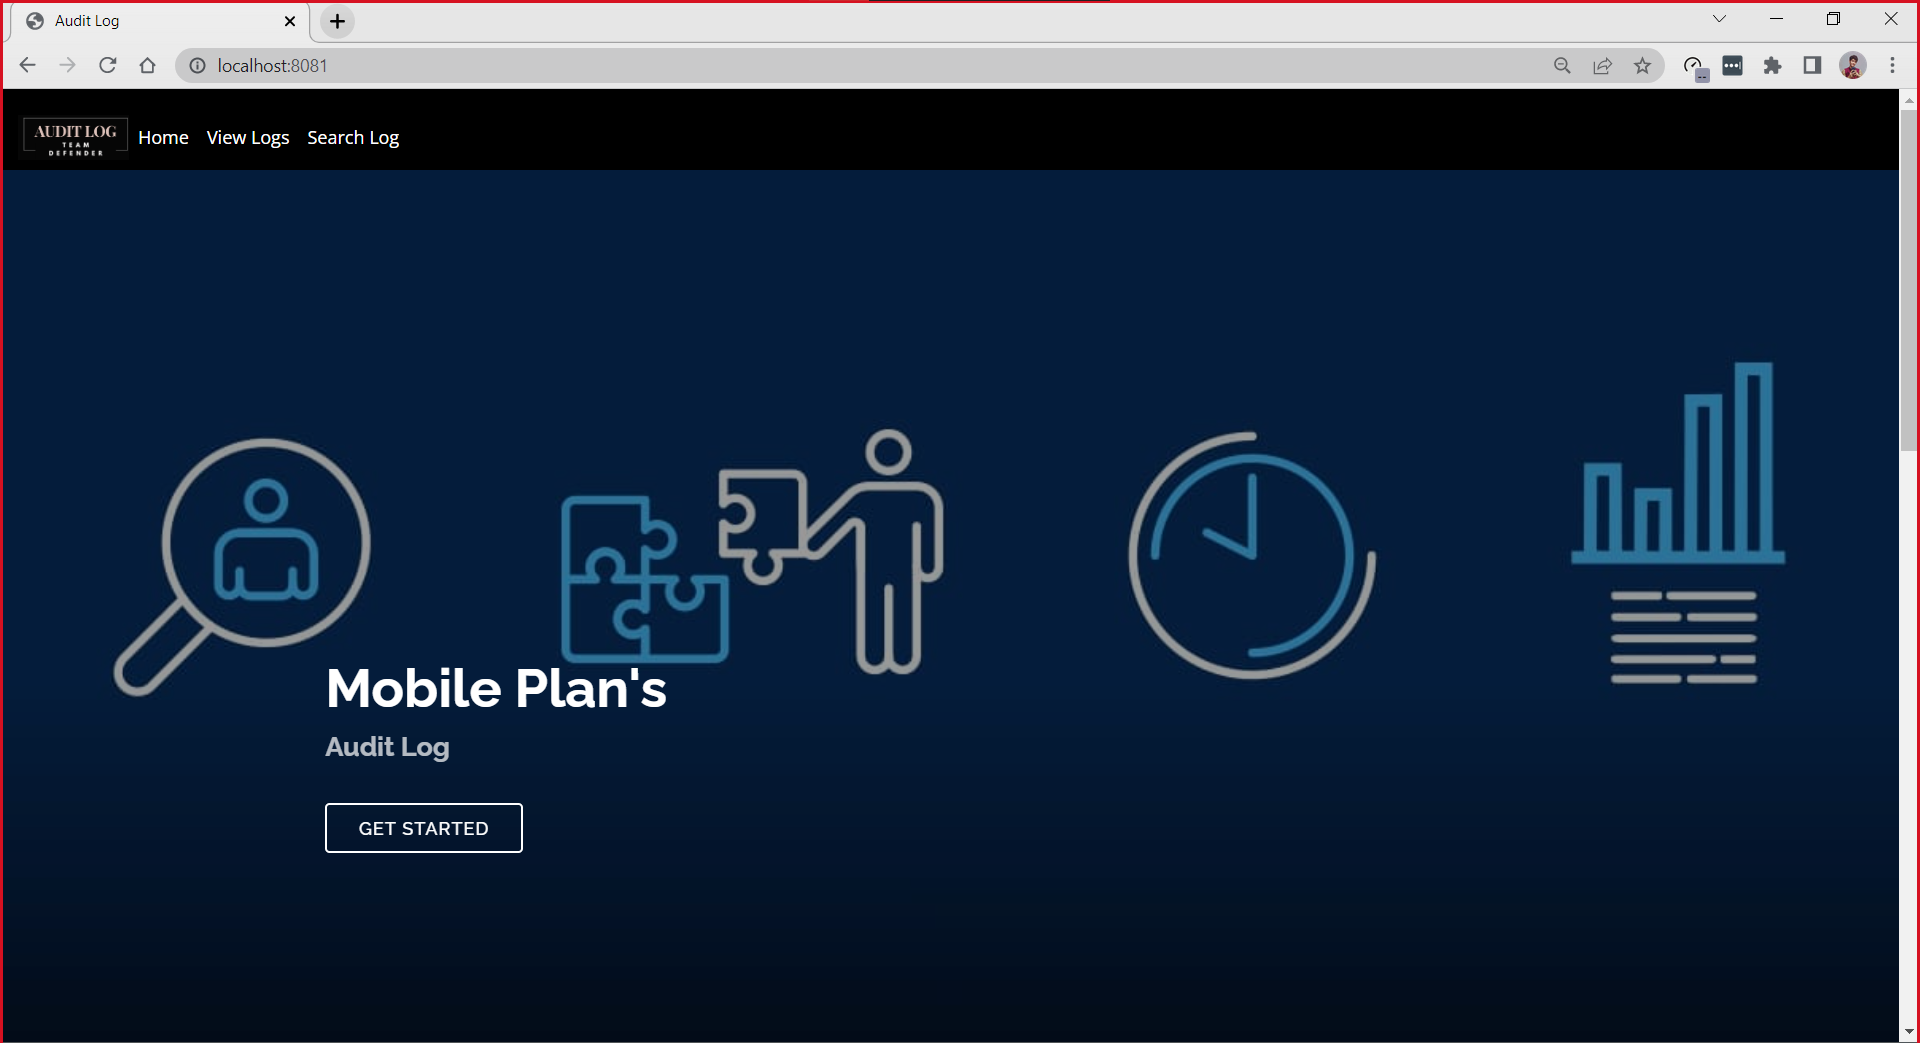 Audit Log
localhost:8081
AUDIT LOG
TEAM
DEFENDER
Home View Logs Search Log
Mobile Plan's
Audit Log
GET STARTED